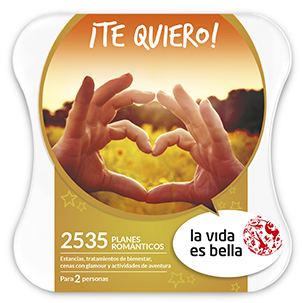 ¡TE QUIERO!
2535 PLANES
ROMÁNTICOS
Estancias, tratamientos de bienestar,
cenas con glamour y actividades de aventura
Para 2 personas
la vida
es bella